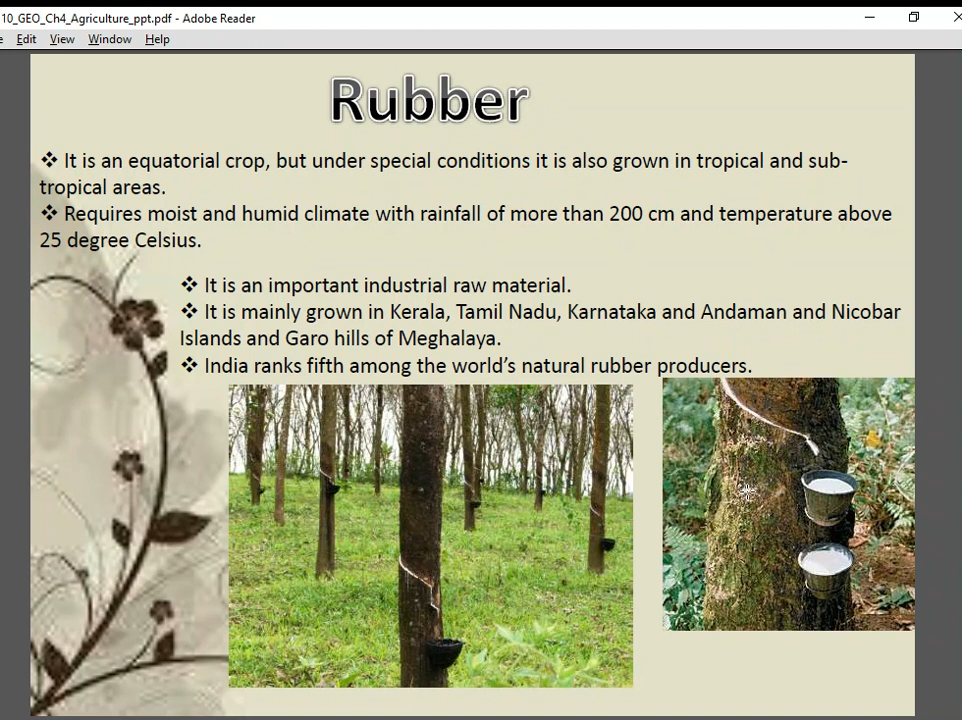 10_GEO_Ch4_Agriculture_ppt.pdf - Adobe Reader
e Edit View Window Help
Rubber
❖ It is an equatorial crop, but under special conditions it is also grown in tropical and sub-
tropical areas.
❖ Requires moist and humid climate with rainfall of more than 200 cm and temperature above
25 degree Celsius.
❖ It is an important industrial raw material.
❖ It is mainly grown in Kerala, Tamil Nadu, Karnataka and Andaman and Nicobar
Islands and Garo hills of Meghalaya.
❖ India ranks fifth among the world’s natural rubber producers.